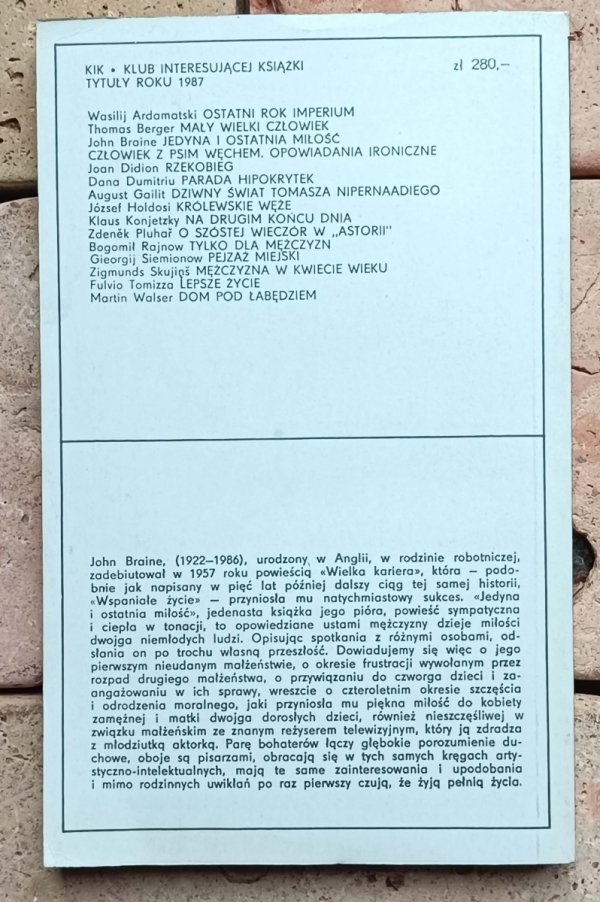 KIK • KLUB INTERESUJĄCEJ KSIĄŻKI zł 280,—
TYTUŁY ROKU 1987
Wasilij Ardamatski OSTATNI ROK IMPERIUM
Thomas Berger MAŁY WIELKI CZŁOWIEK
John Braine JEDYNA I OSTATNIA MIŁOŚĆ
CZŁOWIEK Z PSIM WĘCHEM. OPOWIADANIA IRONICZNE
Joan Didion RZEKOBIEG
Dana Dumitriu PARADA HIPOKRYTEK
August Gailit DZIWNY ŚWIAT TOMASZA NIPERNAADIEGO
József Holdosi KRÓLEWSKIE WĘŻE
Klaus Konjetzky NA DRUGIM KOŃCU DNIA
Zdeněk Pluhař O SZÓSTEJ WIECZÓR W „ASTORII"
Bogomił Rajnow TYLKO DLA MĘŻCZYZN
Gieorgij Siemionow PEJZAŻ MIEJSKI
Zigmunds Skujiņš MĘŻCZYZNA W KWIECIE WIEKU
Fulvio Tomizza LEPSZE ŻYCIE
Martin Walser DOM POD ŁABĘDZIEM
John Braine, (1922—1986), urodzony w Anglii, w rodzinie robotniczej,
zadebiutował w 1957 roku powieścią «Wielka kariera», która — podo-
bnie jak napisany w pięć lat później dalszy ciąg tej samej historii,
«Wspaniałe życie» — przyniosła mu natychmiastowy sukces. «Jedyna
i ostatnia miłość», jedenasta książka jego pióra, powieść sympatyczna
i ciepła w tonacji, to opowiedziane ustami mężczyzny dzieje miłości
dwojga niemłodych ludzi. Opisując spotkania z różnymi osobami, od-
słania on po trochu własną przeszłość. Dowiadujemy się więc o jego
pierwszym nieudanym małżeństwie, o okresie frustracji wywołanym przez
rozpad drugiego małżeństwa, o przywiązaniu do czworga dzieci i za-
angażowaniu w ich sprawy, wreszcie o czteroletnim okresie szczęścia
i odrodzenia moralnego, jaki przyniosła mu piękna miłość do kobiety
zamężnej i matki dwojga dorosłych dzieci, również nieszczęśliwej w
związku małżeńskim ze znanym reżyserem telewizyjnym, który ją zdradza
z młodziutką aktorką. Parę bohaterów łączy głębokie porozumienie du-
chowe, oboje są pisarzami, obracają się w tych samych kręgach arty-
styczno-intelektualnych, mają te same zainteresowania i upodobania
i mimo rodzinnych uwikłań po raz pierwszy czują, że żyją pełnią życia.